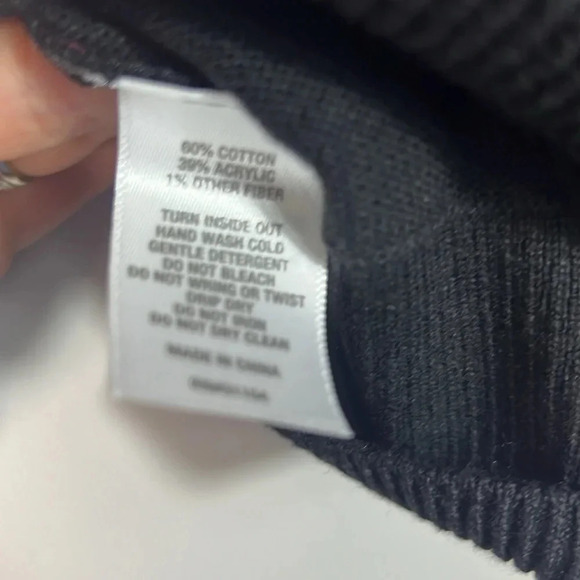 60% COTTON
39% ACRYLIC
1% OTHER FIBER
TURN INSIDE OUT
HAND WASH COLD
GENTLE DETERGENT
DO NOT BLEACH
DO NOT WRING OR TWIST
DRIP DRY
DO NOT IRON
DO NOT DRY CLEAN
MADE IN CHINA